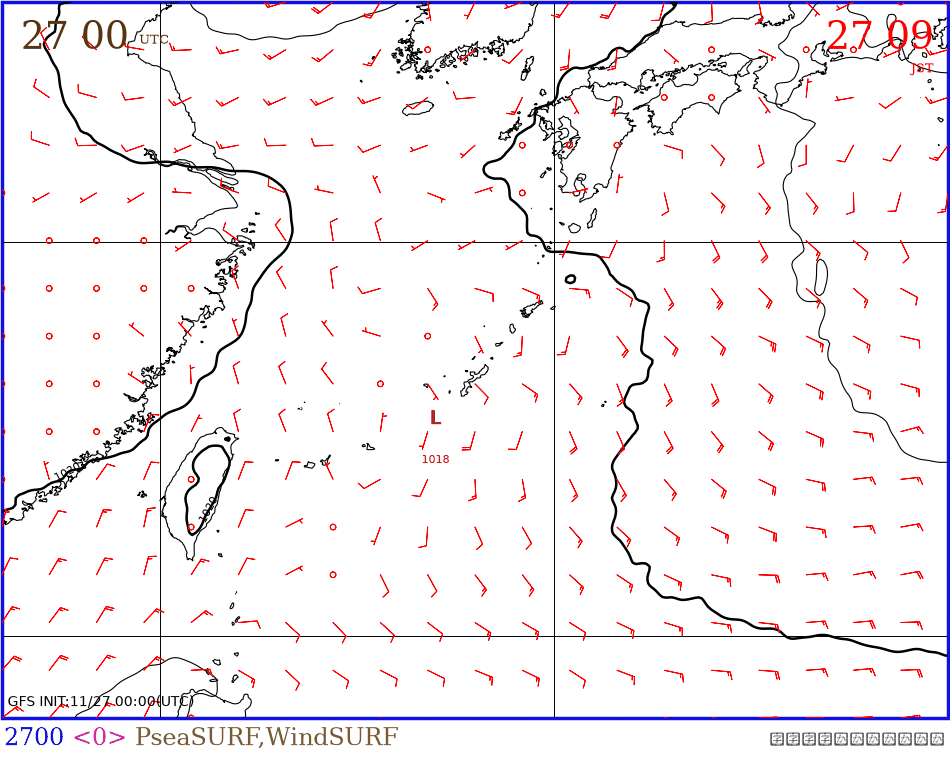 27 00 UTC
27 09
JST
L
1018
1020
GFS INIT:11/27 00:00(UTC)
2700 <0> PseaSURF,WindSURF